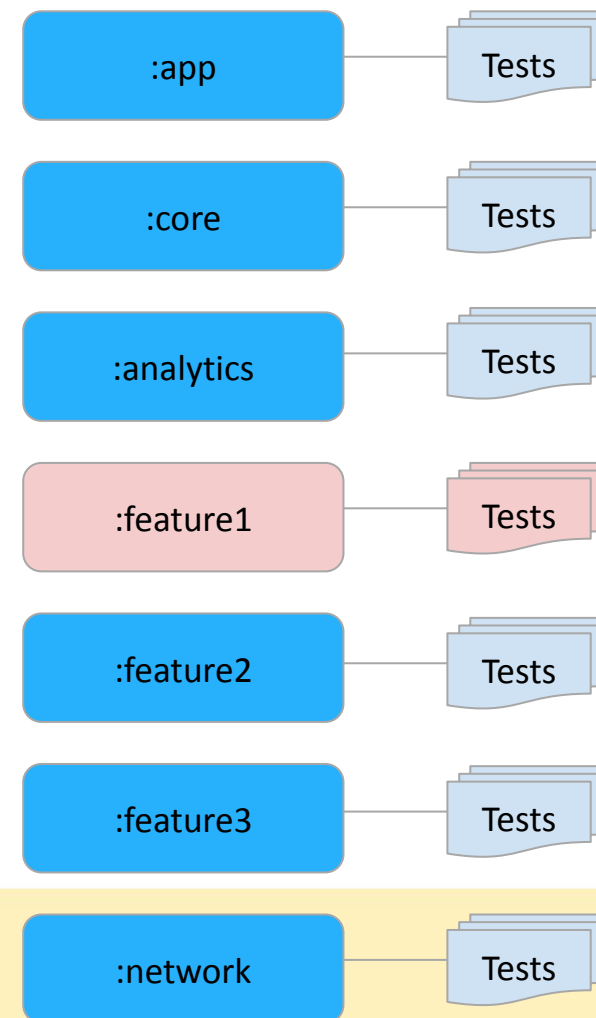 :app Tests
:core Tests
:analytics Tests
:feature1 Tests
:feature2 Tests
:feature3 Tests
:network Tests